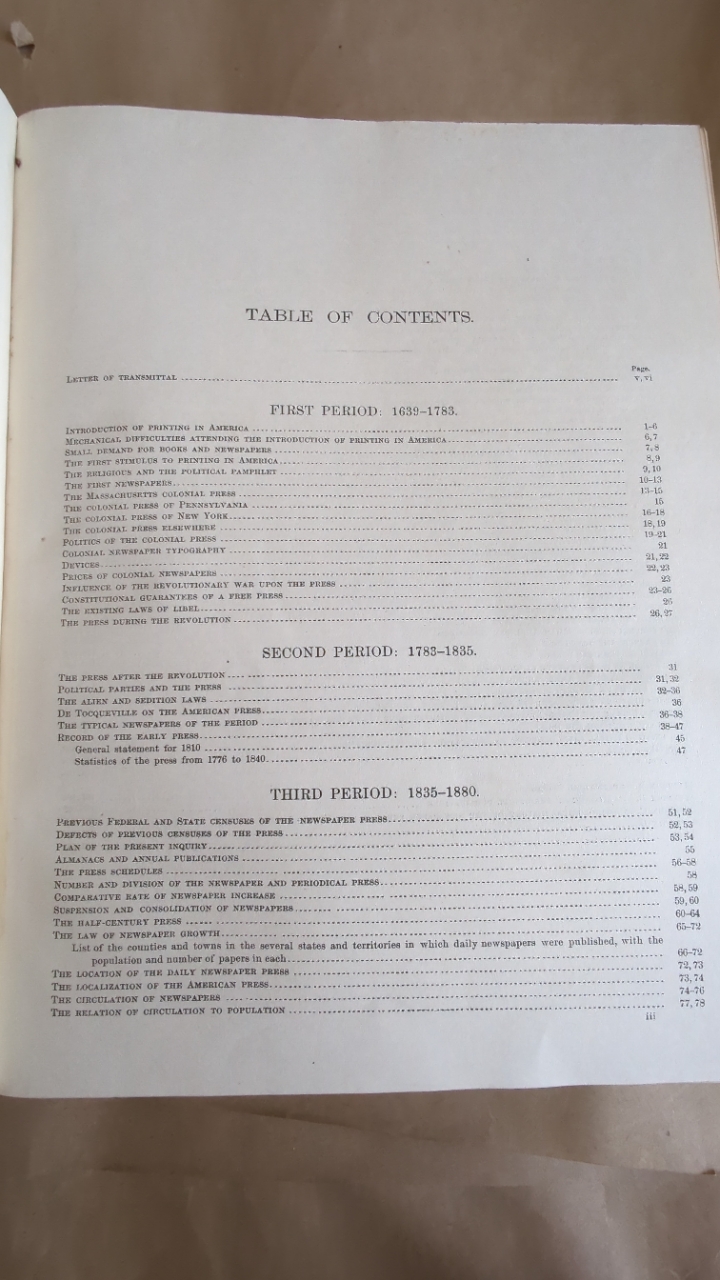 TABLE OF CONTENTS.
Page.
LETTER OF TRANSMITTAL v, vi
FIRST PERIOD: 1639–1783.
INTRODUCTION OF PRINTING IN AMERICA 1–6
MECHANICAL DIFFICULTIES ATTENDING THE INTRODUCTION OF PRINTING IN AMERICA 6, 7
SMALL DEMAND FOR BOOKS AND NEWSPAPERS 7, 8
THE FIRST STIMULUS TO PRINTING IN AMERICA 8, 9
THE RELIGIOUS AND THE POLITICAL PAMPHLET 9, 10
THE FIRST NEWSPAPERS 10–13
THE MASSACHUSETTS COLONIAL PRESS 13–15
THE COLONIAL PRESS OF PENNSYLVANIA 15
THE COLONIAL PRESS OF NEW YORK 16–18
THE COLONIAL PRESS ELSEWHERE 18, 19
POLITICS OF THE COLONIAL PRESS 19–21
COLONIAL NEWSPAPER TYPOGRAPHY 21
DEVICES 21, 22
PRICES OF COLONIAL NEWSPAPERS 22, 23
INFLUENCE OF THE REVOLUTIONARY WAR UPON THE PRESS 23
CONSTITUTIONAL GUARANTEES OF A FREE PRESS 23–26
THE EXISTING LAWS OF LIBEL 26
THE PRESS DURING THE REVOLUTION 26, 27
SECOND PERIOD: 1783–1835.
THE PRESS AFTER THE REVOLUTION 31
POLITICAL PARTIES AND THE PRESS 31, 32
THE ALIEN AND SEDITION LAWS 32–36
DE TOCQUEVILLE ON THE AMERICAN PRESS 36
THE TYPICAL NEWSPAPERS OF THE PERIOD 36–38
RECORD OF THE EARLY PRESS 38–47
General statement for 1810 45
Statistics of the press from 1776 to 1840 47
THIRD PERIOD: 1835–1880.
PREVIOUS FEDERAL AND STATE CENSUSES OF THE NEWSPAPER PRESS 51, 52
DEFECTS OF PREVIOUS CENSUSES OF THE PRESS 52, 53
PLAN OF THE PRESENT INQUIRY 53, 54
ALMANACS AND ANNUAL PUBLICATIONS 55
THE PRESS SCHEDULES 56–58
NUMBER AND DIVISION OF THE NEWSPAPER AND PERIODICAL PRESS 58
COMPARATIVE RATE OF NEWSPAPER INCREASE 58, 59
SUSPENSION AND CONSOLIDATION OF NEWSPAPERS 59, 60
THE HALF-CENTURY PRESS 60–64
THE LAW OF NEWSPAPER GROWTH 65–72
List of the counties and towns in the several states and territories in which daily newspapers were published, with the
population and number of papers in each 66–72
THE LOCATION OF THE DAILY NEWSPAPER PRESS 72, 73
THE LOCALIZATION OF THE AMERICAN PRESS 73, 74
THE CIRCULATION OF NEWSPAPERS 74–76
THE RELATION OF CIRCULATION TO POPULATION 77, 78
iii